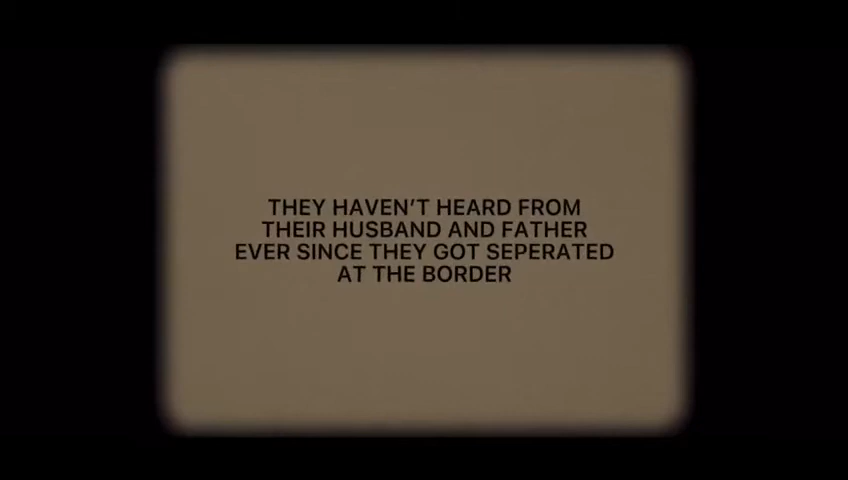 THEY HAVEN'T HEARD FROM
THEIR HUSBAND AND FATHER
EVER SINCE THEY GOT SEPERATED
AT THE BORDER